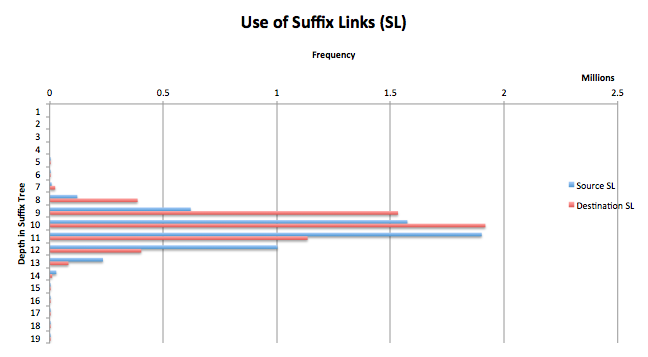 Use of Suffix Links (SL)
Frequency
Millions
0 0.5 1 1.5 2 2.5
Depth in Suffix Tree
1
2
3
4
5
6
7
8
9
10
11
12
13
14
15
16
17
18
19
Source SL
Destination SL